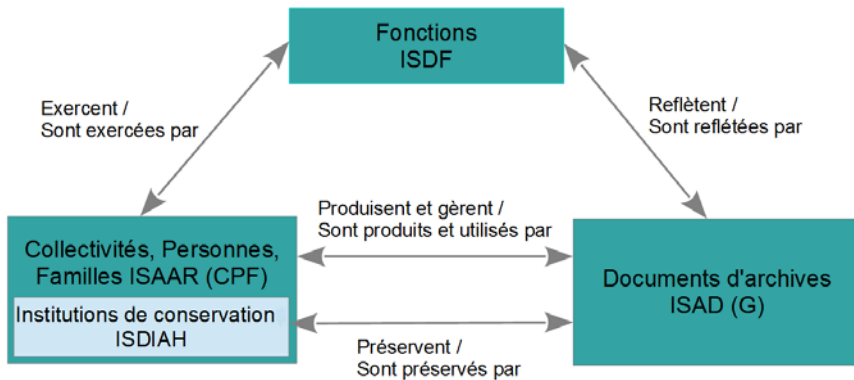 Fonctions
ISDF
Exercent /
Sont exercées par
Reflètent /
Sont reflétées par
Produisent et gèrent /
Sont produits et utilisés par
Collectivités, Personnes,
Familles ISAAR (CPF)
Institutions de conservation
ISDIAH
Documents d'archives
ISAD (G)
Préservent /
Sont préservés par